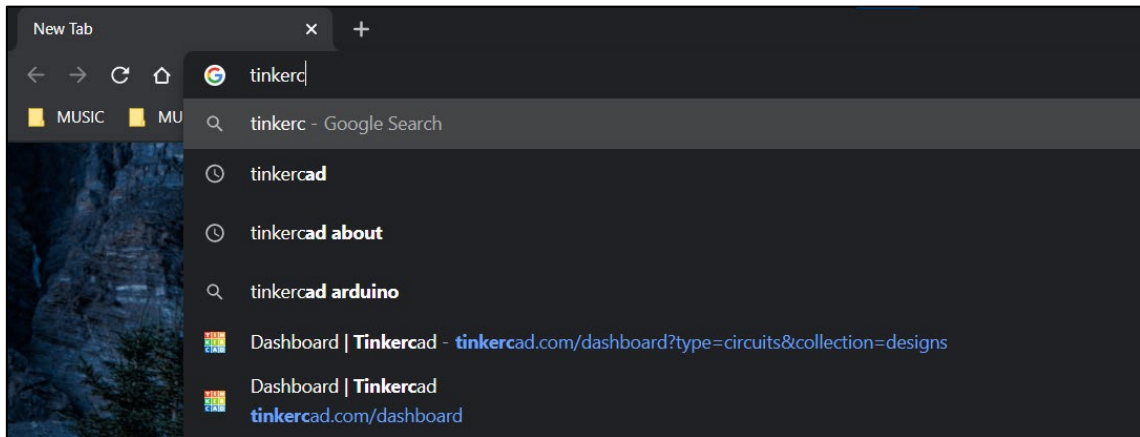 New Tab
tinkerc
MUSIC MU
tinkerc - Google Search
tinkercad
tinkercad about
tinkercad arduino
Dashboard | Tinkercad - tinkercad.com/dashboard?type=circuits&collection=designs
Dashboard | Tinkercad
tinkercad.com/dashboard